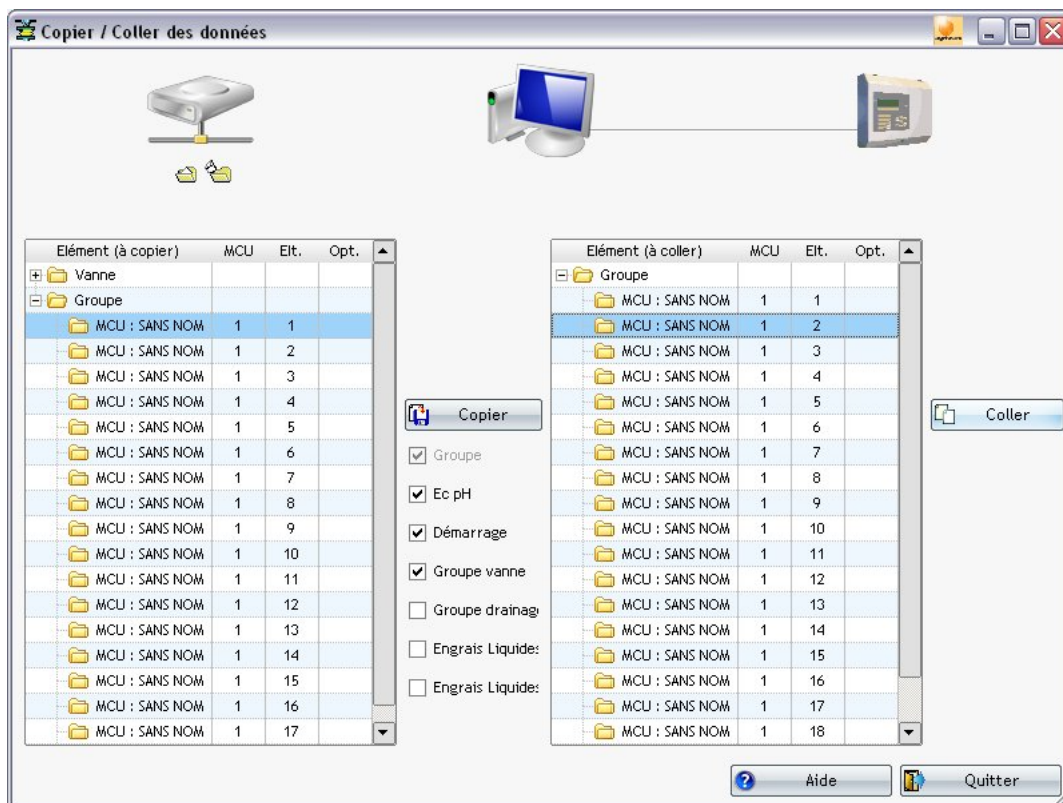 Copier / Coller des données
Elément (à copier) MCU Elt. Opt.
Vanne
Groupe
MCU : SANS NOM 1 1
MCU : SANS NOM 1 2
MCU : SANS NOM 1 3
MCU : SANS NOM 1 4
MCU : SANS NOM 1 5
MCU : SANS NOM 1 6
MCU : SANS NOM 1 7
MCU : SANS NOM 1 8
MCU : SANS NOM 1 9
MCU : SANS NOM 1 10
MCU : SANS NOM 1 11
MCU : SANS NOM 1 12
MCU : SANS NOM 1 13
MCU : SANS NOM 1 14
MCU : SANS NOM 1 15
MCU : SANS NOM 1 16
MCU : SANS NOM 1 17
Copier
Groupe
Ec pH
Démarrage
Groupe vanne
Groupe drainag
Engrais Liquides
Engrais Liquides
Elément (à coller) MCU Elt. Opt.
Groupe
MCU : SANS NOM 1 1
MCU : SANS NOM 1 2
MCU : SANS NOM 1 3
MCU : SANS NOM 1 4
MCU : SANS NOM 1 5
MCU : SANS NOM 1 6
MCU : SANS NOM 1 7
MCU : SANS NOM 1 8
MCU : SANS NOM 1 9
MCU : SANS NOM 1 10
MCU : SANS NOM 1 11
MCU : SANS NOM 1 12
MCU : SANS NOM 1 13
MCU : SANS NOM 1 14
MCU : SANS NOM 1 15
MCU : SANS NOM 1 16
MCU : SANS NOM 1 17
MCU : SANS NOM 1 18
Coller
Aide
Quitter